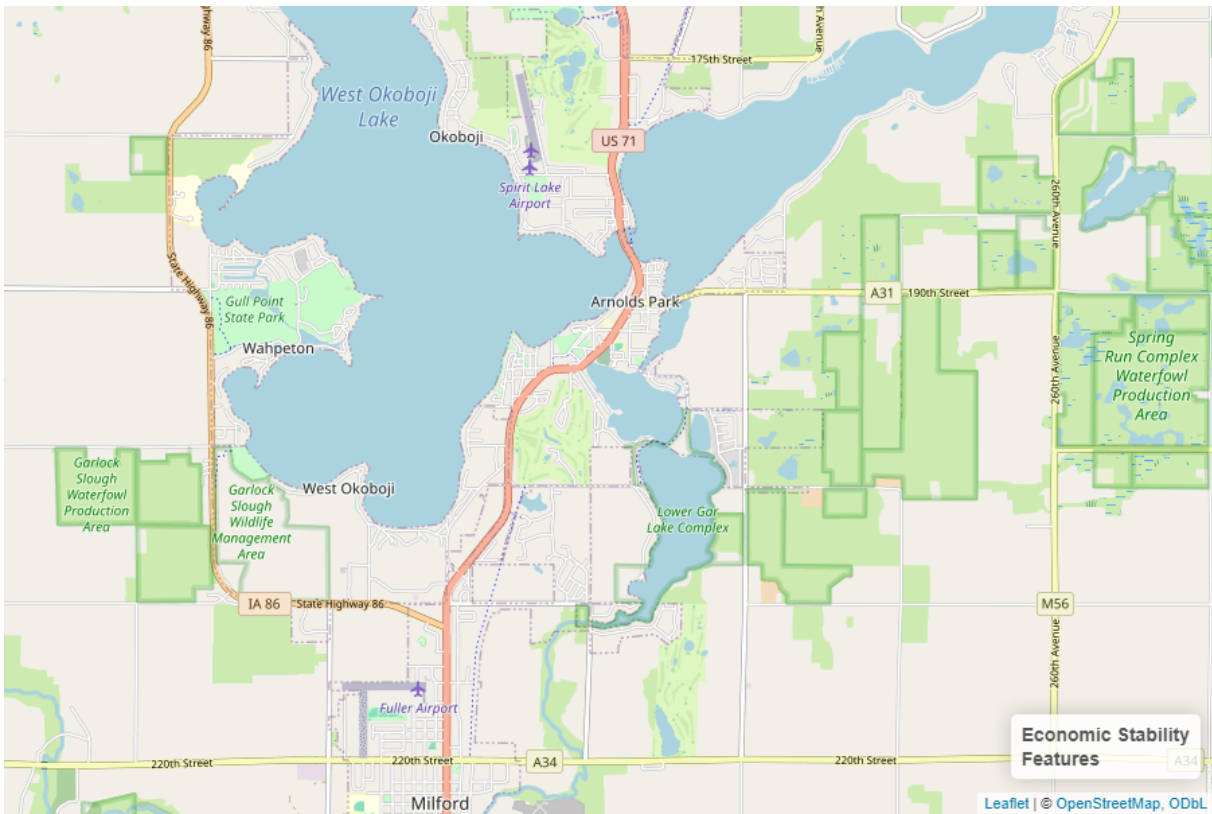 Highway 86
Avenue
175th Street
West Okoboji
Lake
Okoboji
US 71
Spirit Lake
Airport
260th Avenue
State Highway 86
Gull Point
State Park
Arnolds Park
A31
190th Street
Wahpeton
260th Avenue
Spring
Run Complex
Waterfowl
Production
Area
Garlock
Slough
Waterfowl
Production
Area
Garlock
Slough
Wildlife
Management
Area
West Okoboji
Lower Gar
Lake Complex
IA 86
State Highway 86
M56
260th Avenue
Fuller Airport
Economic Stability
Features
220th Street
220th Street
A34
220th Street
A34
Milford
Leaflet | © OpenStreetMap, ODbL